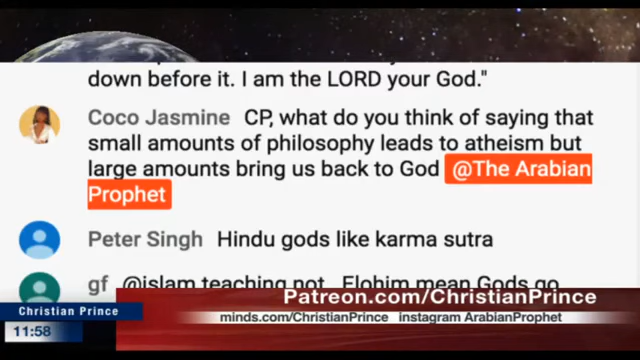 down before it. I am the LORD your God."
Coco Jasmine CP, what do you think of saying that
small amounts of philosophy leads to atheism but
large amounts bring us back to God @The Arabian
Prophet
Peter Singh Hindu gods like karma sutra
gf @islam teaching not Elohim mean Gods go
Patreon.com/ChristianPrince
Christian Prince
minds.com/ChristianPrince instagram ArabianProphet
11:58